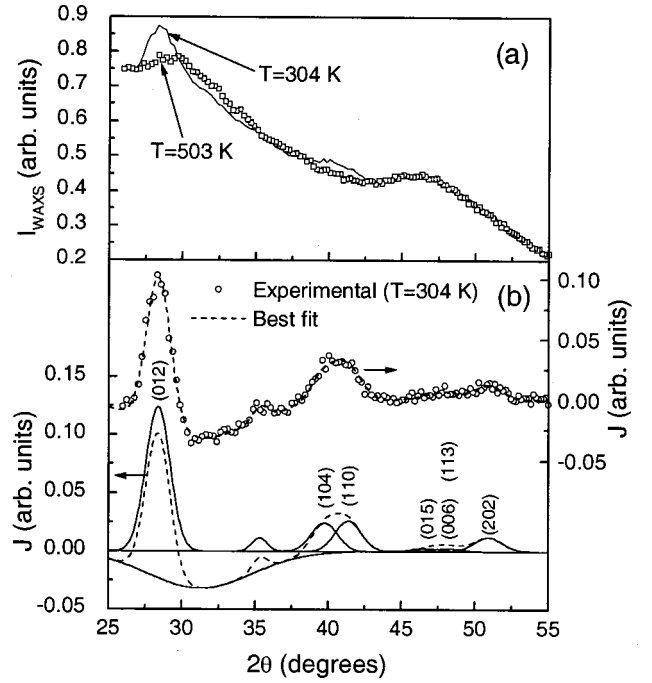 0.9
0.8
0.7
0.6
0.5
0.4
0.3
0.2
I_WAXS (arb. units)
(a)
T=304 K
T=503 K
(b)
Experimental (T=304 K)
Best fit
0.10
0.05
0.00
-0.05
J (arb. units)
0.15
0.10
0.05
0.00
-0.05
J (arb. units)
(012)
(104)
(110)
(015)
(006)
(113)
(202)
25 30 35 40 45 50 55
2θ (degrees)